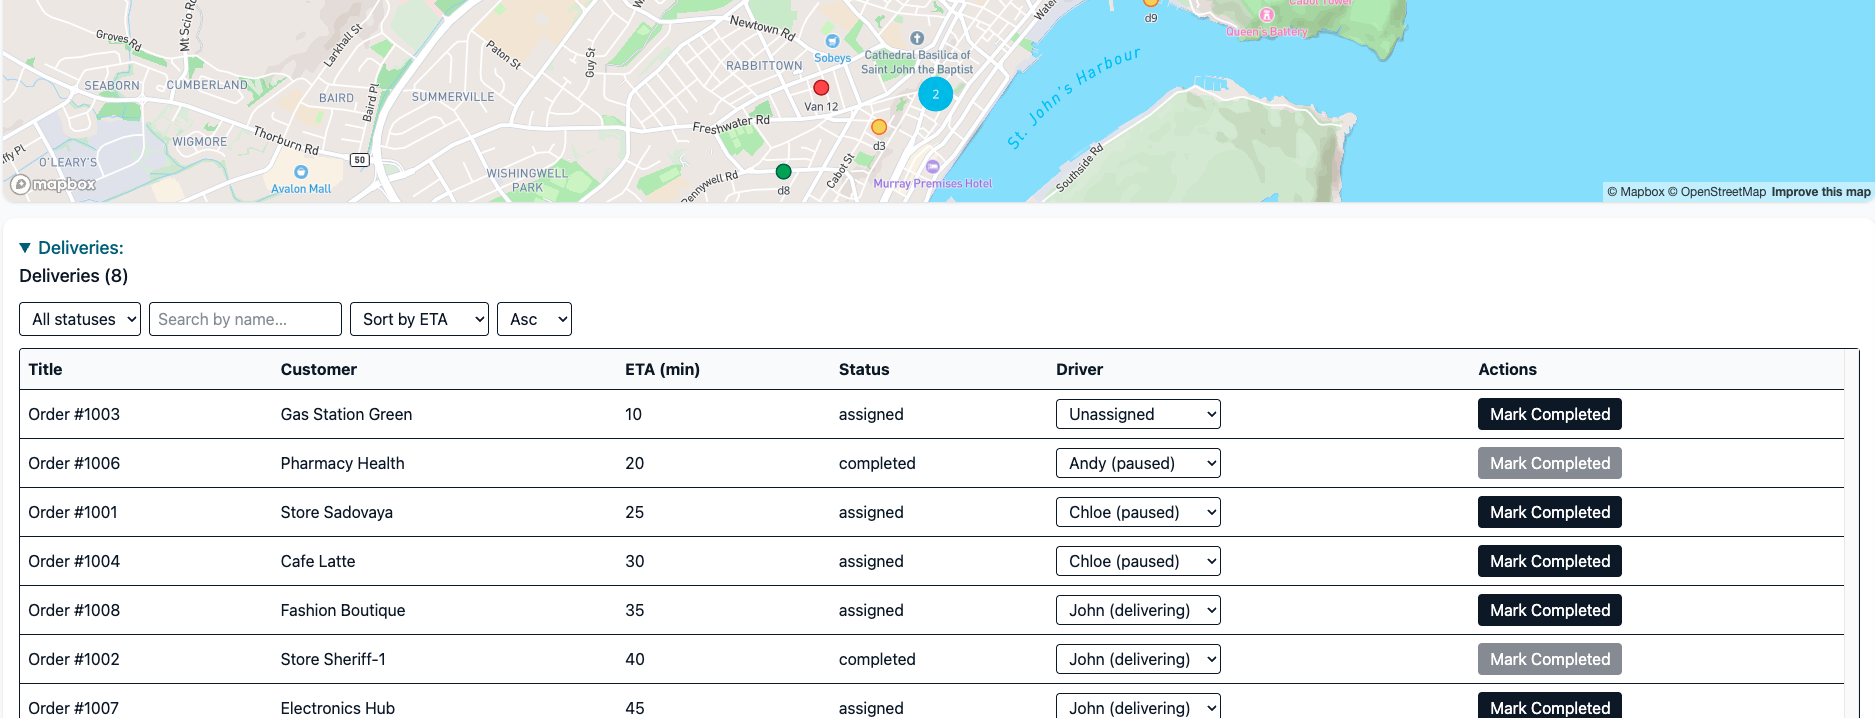 Groves Rd
Mt Scio Rd
Larkhill St
Paton St
Guy St
Newtown Rd
Sobeys
Cathedral Basilica of
Saint John the Baptist
Water
d9
Cabot Tower
Queen's Battery
St. John's Harbour
SEABORN
CUMBERLAND
BAIRD
Baird Pl
SUMMERVILLE
RABBITTOWN
Van 12
2
Freshwater Rd
d3
WIGMORE
Thorburn Rd
50
O'LEARY'S
ffy Pl
Avalon Mall
WISHINGWELL
PARK
Pennywell Rd
d8
Cabot St
Murray Premises Hotel
Southside Rd
mapbox
© Mapbox © OpenStreetMap Improve this map
▼ Deliveries:
Deliveries (8)
All statuses Search by name... Sort by ETA Asc
Title Customer ETA (min) Status Driver Actions
Order #1003 Gas Station Green 10 assigned Unassigned Mark Completed
Order #1006 Pharmacy Health 20 completed Andy (paused) Mark Completed
Order #1001 Store Sadovaya 25 assigned Chloe (paused) Mark Completed
Order #1004 Cafe Latte 30 assigned Chloe (paused) Mark Completed
Order #1008 Fashion Boutique 35 assigned John (delivering) Mark Completed
Order #1002 Store Sheriff-1 40 completed John (delivering) Mark Completed
Order #1007 Electronics Hub 45 assigned John (delivering) Mark Completed